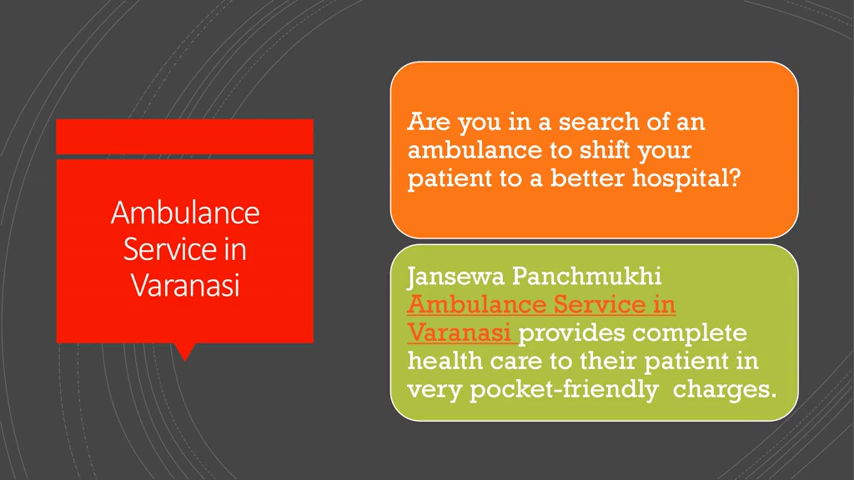 Ambulance
Service in
Varanasi
Are you in a search of an
ambulance to shift your
patient to a better hospital?
Jansewa Panchmukhi
Ambulance Service in
Varanasi provides complete
health care to their patient in
very pocket-friendly  charges.